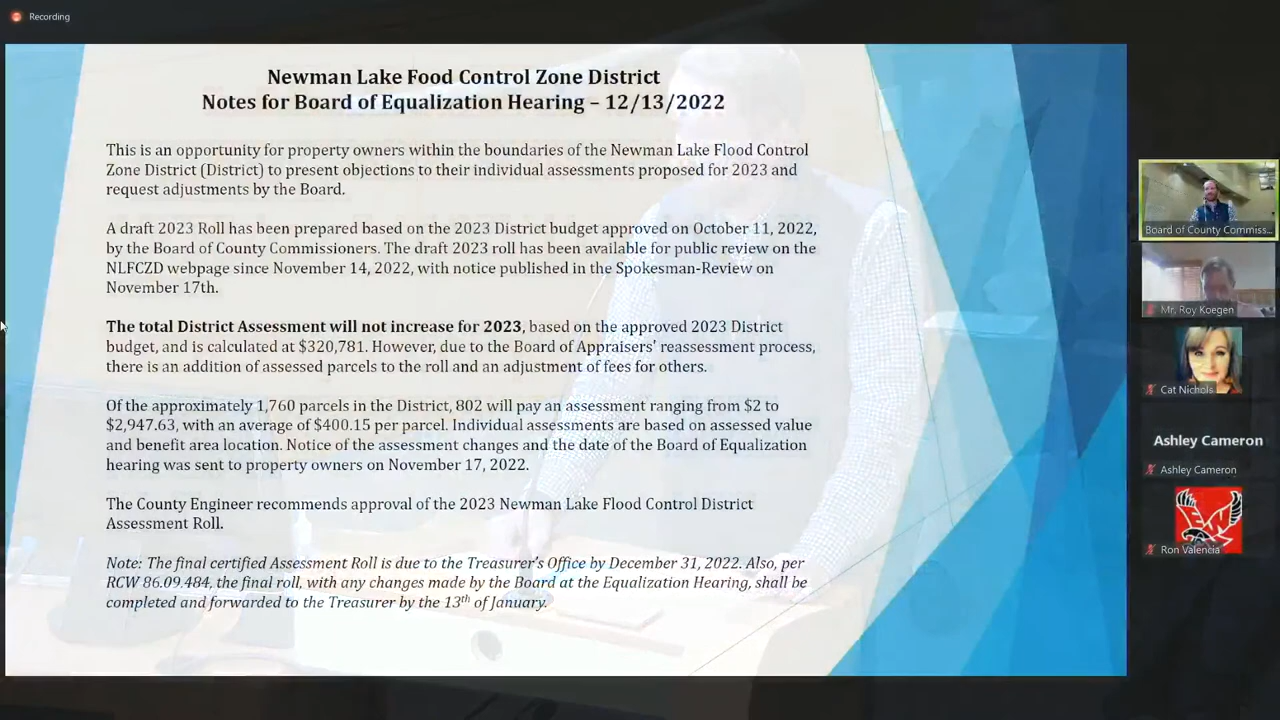 Recording
Newman Lake Food Control Zone District
Notes for Board of Equalization Hearing – 12/13/2022
This is an opportunity for property owners within the boundaries of the Newman Lake Flood Control
Zone District (District) to present objections to their individual assessments proposed for 2023 and
request adjustments by the Board.
A draft 2023 Roll has been prepared based on the 2023 District budget approved on October 11, 2022,
by the Board of County Commissioners. The draft 2023 roll has been available for public review on the
NLFCZD webpage since November 14, 2022, with notice published in the Spokesman-Review on
November 17th.
The total District Assessment will not increase for 2023, based on the approved 2023 District
budget, and is calculated at $320,781. However, due to the Board of Appraisers' reassessment process,
there is an addition of assessed parcels to the roll and an adjustment of fees for others.
Of the approximately 1,760 parcels in the District, 802 will pay an assessment ranging from $2 to
$2,947.63, with an average of $400.15 per parcel. Individual assessments are based on assessed value
and benefit area location. Notice of the assessment changes and the date of the Board of Equalization
hearing was sent to property owners on November 17, 2022.
The County Engineer recommends approval of the 2023 Newman Lake Flood Control District
Assessment Roll.
Note: The final certified Assessment Roll is due to the Treasurer's Office by December 31, 2022. Also, per
RCW 86.09.484, the final roll, with any changes made by the Board at the Equalization Hearing, shall be
completed and forwarded to the Treasurer by the 13th of January.
Board of County Commiss...
Mr. Roy Koegen
Cat Nichols
Ashley Cameron
Ashley Cameron
Ron Valencia